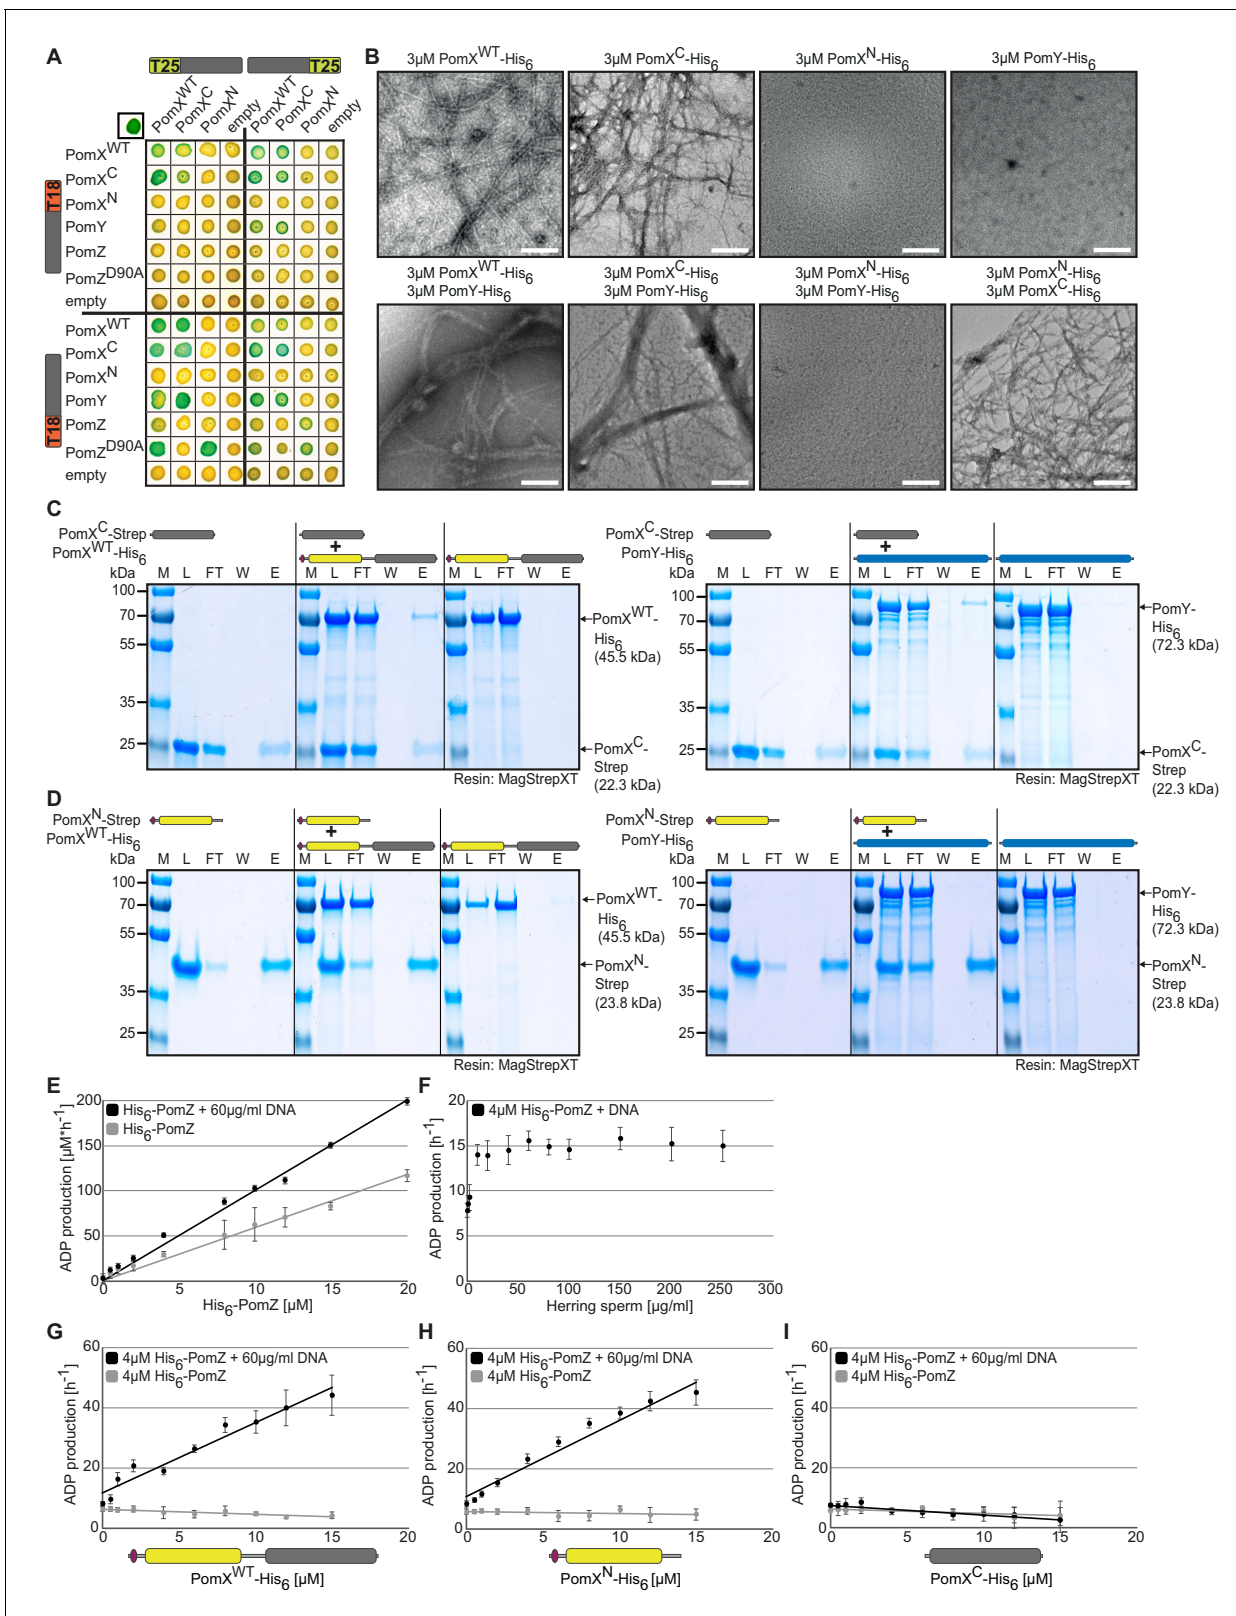 A
T25
T25
PomX^WT
PomX^C
PomX^N
empty
PomX^WT
PomX^C
PomX^N
empty
T18
PomX^WT
PomX^C
PomX^N
PomY
PomZ
PomZ^D90A
empty
T18
PomX^WT
PomX^C
PomX^N
PomY
PomZ
PomZ^D90A
empty
B
3µM PomX^WT-His6
3µM PomX^C-His6
3µM PomX^N-His6
3µM PomY-His6
3µM PomX^WT-His6
3µM PomY-His6
3µM PomX^C-His6
3µM PomY-His6
3µM PomX^N-His6
3µM PomY-His6
3µM PomX^N-His6
3µM PomX^C-His6
C
PomX^C-Strep
PomX^WT-His6
+
kDa M L FT W E M L FT W E M L FT W E
100
70
55
35
25
PomX^WT-
His6
(45.5 kDa)
PomX^C-
Strep
(22.3 kDa)
Resin: MagStrepXT
PomX^C-Strep
PomY-His6
+
kDa M L FT W E M L FT W E M L FT W E
100
70
55
35
25
PomY-
His6
(72.3 kDa)
PomX^C-
Strep
(22.3 kDa)
Resin: MagStrepXT
D
PomX^N-Strep
PomX^WT-His6
+
kDa M L FT W E M L FT W E M L FT W E
100
70
55
35
25
PomX^WT-
His6
(45.5 kDa)
PomX^N-
Strep
(23.8 kDa)
Resin: MagStrepXT
PomX^N-Strep
PomY-His6
+
kDa M L FT W E M L FT W E M L FT W E
100
70
55
35
25
PomY-
His6
(72.3 kDa)
PomX^N-
Strep
(23.8 kDa)
Resin: MagStrepXT
E
ADP production [µM*h-1]
200
150
100
50
0
His6-PomZ + 60µg/ml DNA
His6-PomZ
5 10 15 20
His6-PomZ [µM]
F
ADP production [h-1]
20
15
10
5
0
4µM His6-PomZ + DNA
0 50 100 150 200 250 300
Herring sperm [µg/ml]
G
ADP production [h-1]
60
40
20
0
4µM His6-PomZ + 60µg/ml DNA
4µM His6-PomZ
0 5 10 15 20
PomX^WT-His6 [µM]
H
ADP production [h-1]
60
40
20
0
4µM His6-PomZ + 60µg/ml DNA
4µM His6-PomZ
0 5 10 15 20
PomX^N-His6 [µM]
I
ADP production [h-1]
60
40
20
0
4µM His6-PomZ + 60µg/ml DNA
4µM His6-PomZ
0 5 10 15 20
PomX^C-His6 [µM]